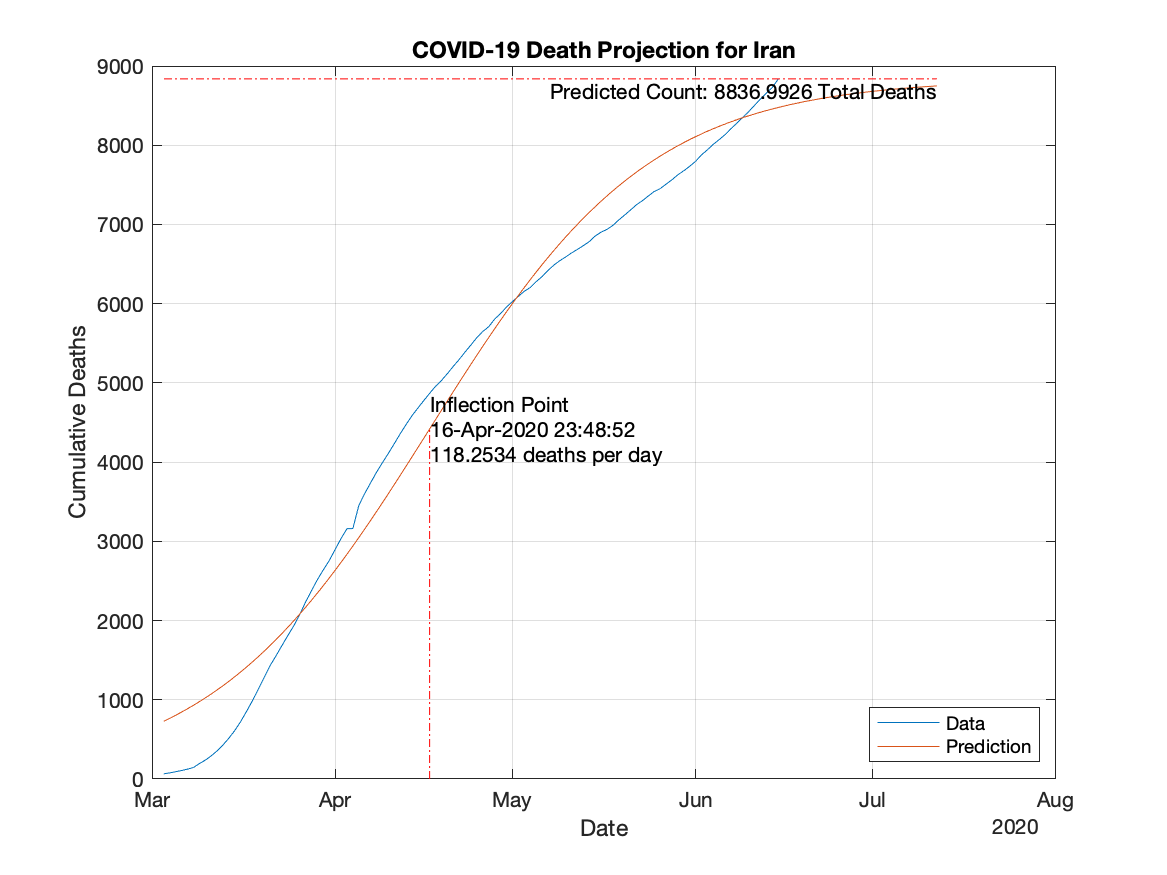 COVID-19 Death Projection for Iran
9000
8000
7000
6000
5000
4000
3000
2000
1000
0
Cumulative Deaths
Predicted Count: 8836.9926 Total Deaths
Inflection Point
16-Apr-2020 23:48:52
118.2534 deaths per day
Data
Prediction
Mar Apr May Jun Jul Aug
Date
2020